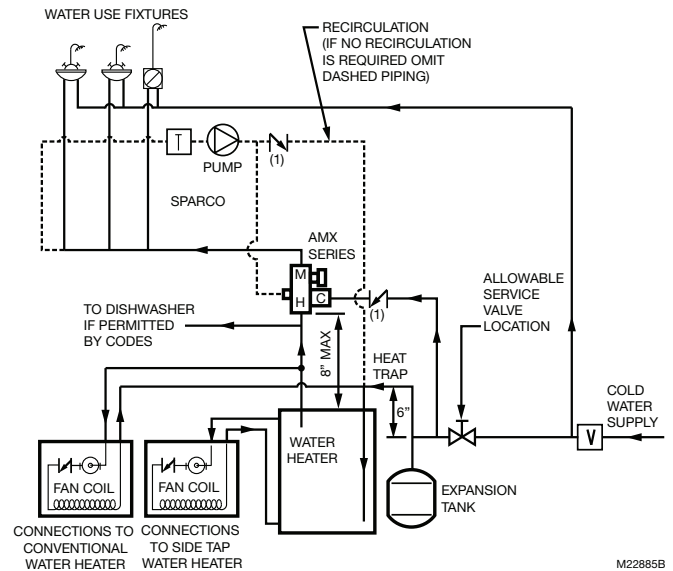 WATER USE FIXTURES
RECIRCULATION
(IF NO RECIRCULATION
IS REQUIRED OMIT
DASHED PIPING)
T
PUMP
(1)
SPARCO
AMX
SERIES
M
H
C
(1)
ALLOWABLE
SERVICE
VALVE
LOCATION
TO DISHWASHER
IF PERMITTED
BY CODES
8" MAX
HEAT
TRAP
6"
COLD
WATER
SUPPLY
V
WATER
HEATER
FAN COIL
FAN COIL
EXPANSION
TANK
CONNECTIONS TO
CONVENTIONAL
WATER HEATER
CONNECTIONS
TO SIDE TAP
WATER HEATER
M22885B